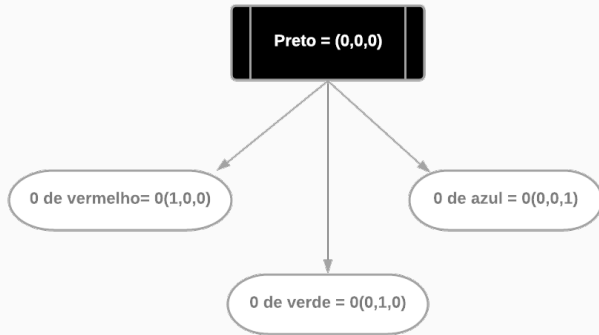 Preto = (0,0,0)
0 de vermelho= 0(1,0,0)
0 de azul = 0(0,0,1)
0 de verde = 0(0,1,0)